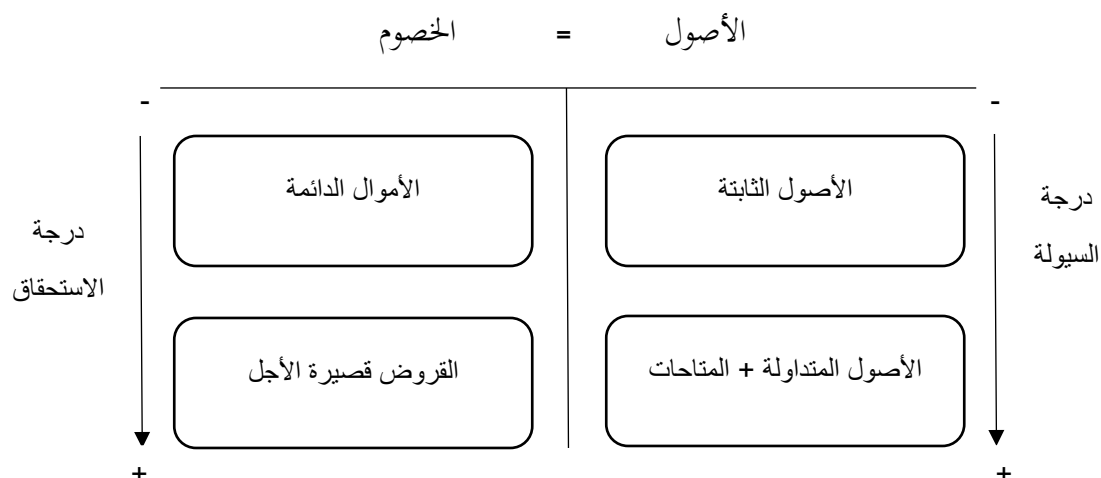 الأصول = الخصوم
- -
الأصول الثابتة الأموال الدائمة
درجة
السيولة
درجة
الاستحقاق
الأصول المتداولة + المتاحات القروض قصيرة الأجل
+ +